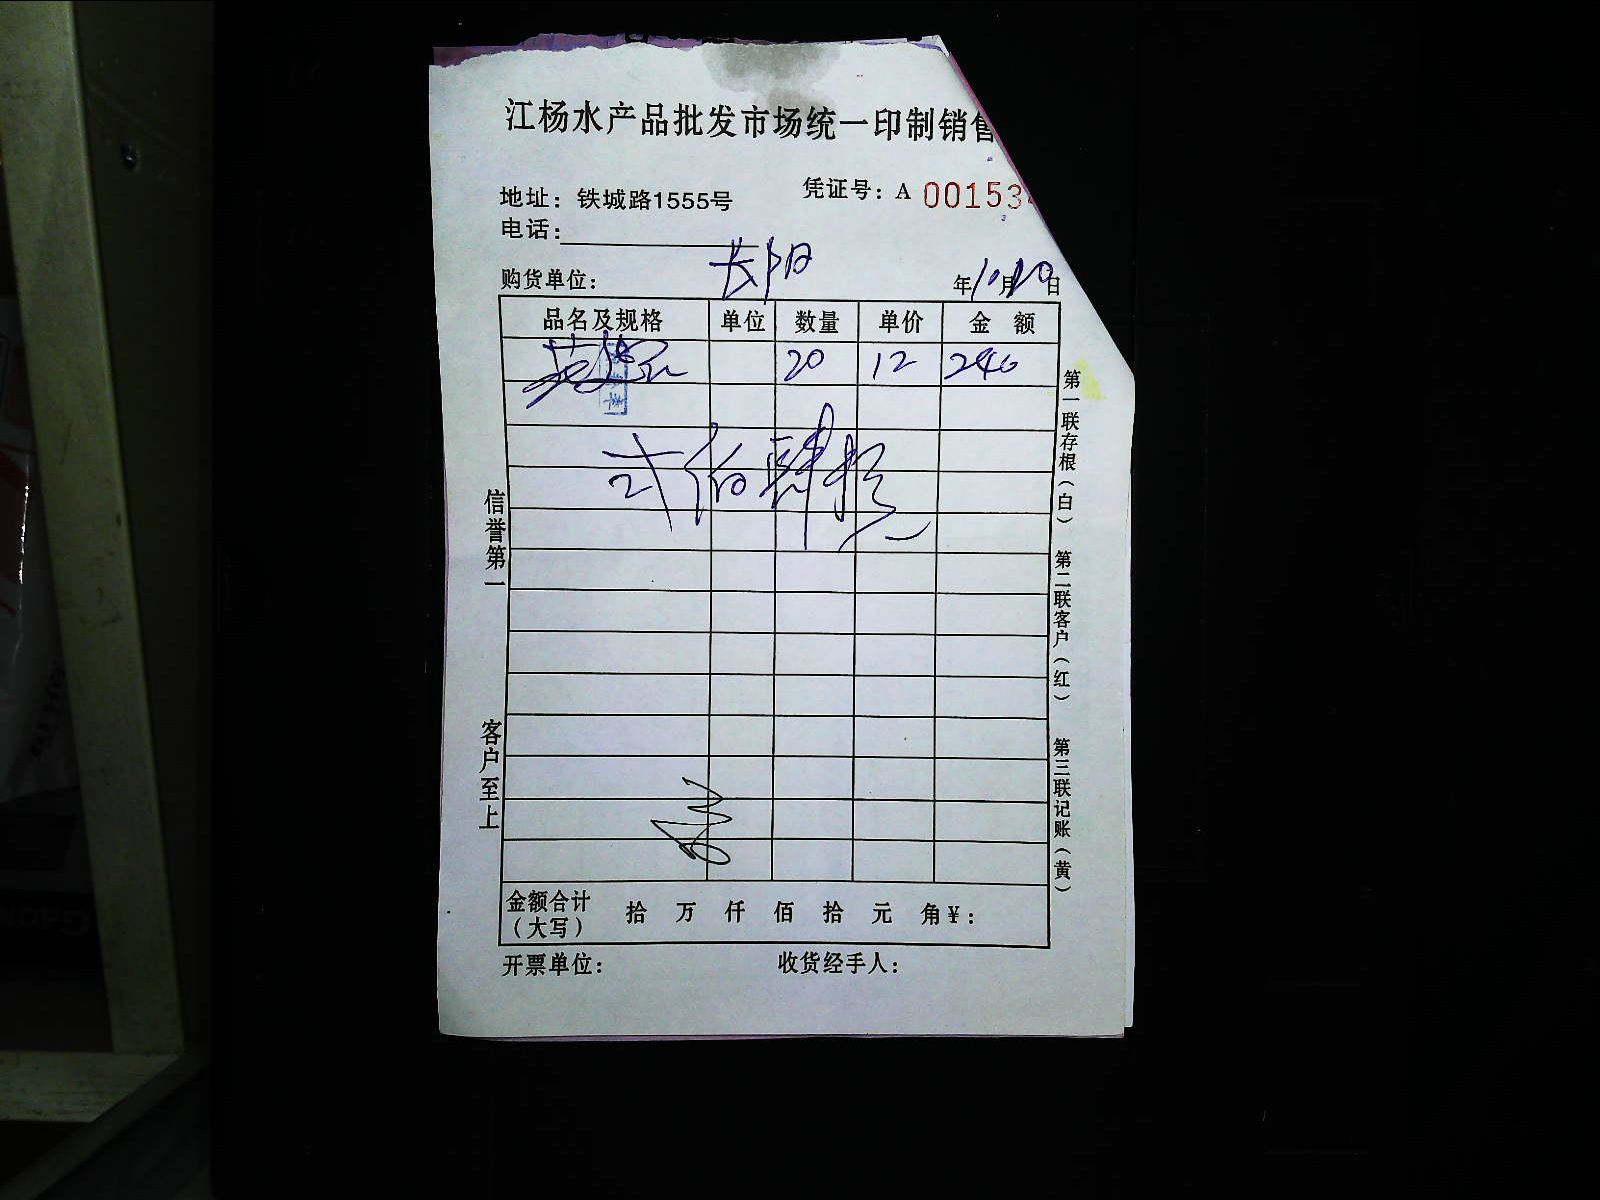 江杨水产品批发市场统一印制销售
地址：铁城路1555号
凭证号：A 00153
电话：
购货单位：长阳 年10月20日
品名及规格 单位 数量 单价 金 额
20 12 240
弍佰肆拾元
信誉第一
客户至上
第一联存根（白）
第二联客户（红）
第三联记账（黄）
金额合计（大写） 拾 万 仟 佰 拾 元 角￥：
开票单位： 收货经手人：